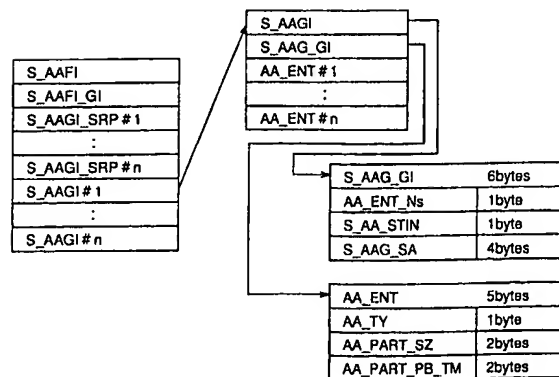 S_AAFI
S_AAFI_GI
S_AAGI_SRP#1
:
S_AAGI_SRP#n
S_AAGI#1
:
S_AAGI#n
S_AAGI
S_AAG_GI
AA_ENT#1
:
AA_ENT#n
S_AAG_GI 6bytes
AA_ENT_Ns 1byte
S_AA_STIN 1byte
S_AAG_SA 4bytes
AA_ENT 5bytes
AA_TY 1byte
AA_PART_SZ 2bytes
AA_PART_PB_TM 2bytes